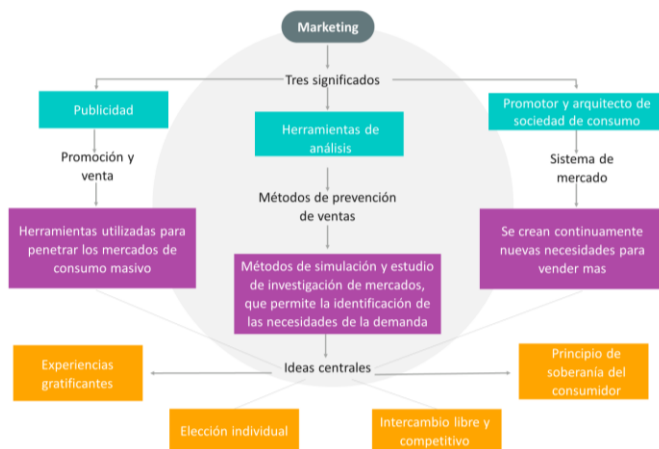 Marketing
Tres significados
Publicidad
Herramientas de
análisis
Promotor y arquitecto de
sociedad de consumo
Promoción y
venta
Métodos de prevención
de ventas
Sistema de
mercado
Herramientas utilizadas para
penetrar los mercados de
consumo masivo
Métodos de simulación y estudio
de investigación de mercados,
que permite la identificación de
las necesidades de la demanda
Se crean continuamente
nuevas necesidades para
vender mas
Ideas centrales
Experiencias
gratificantes
Elección individual
Intercambio libre y
competitivo
Principio de
soberanía del
consumidor